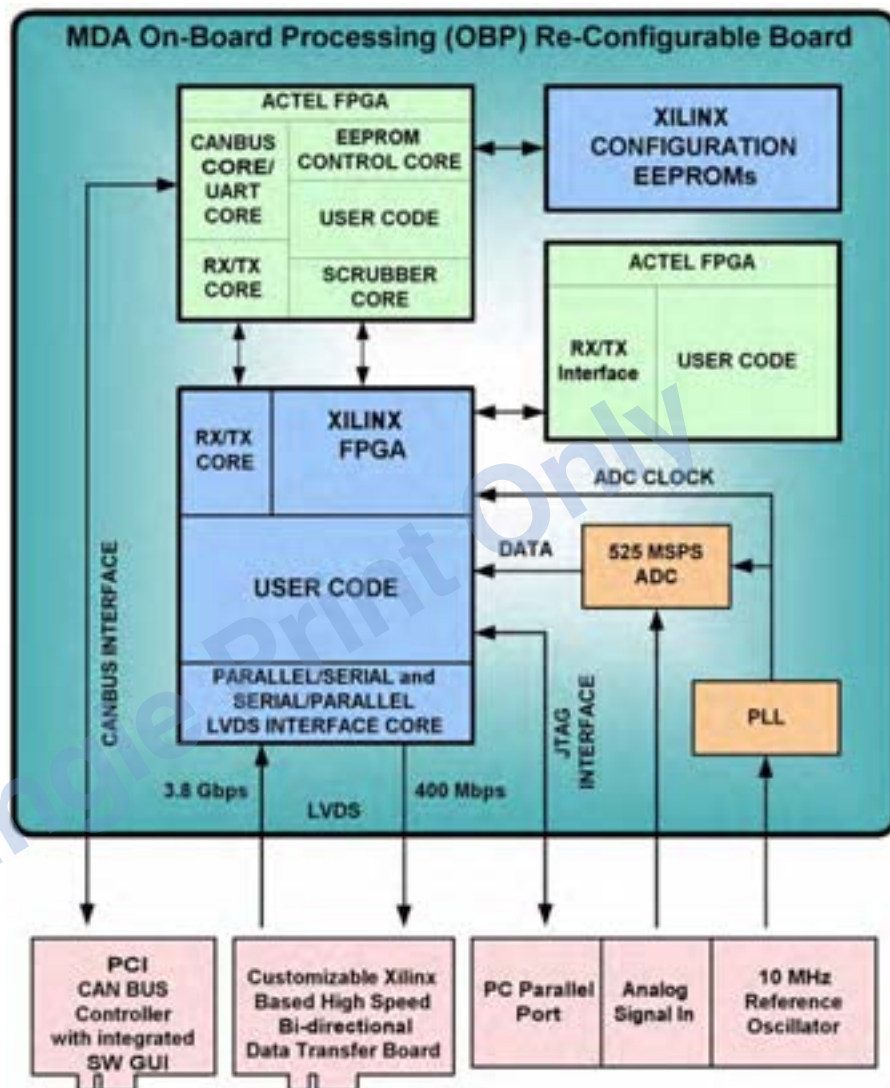 MDA On-Board Processing (OBP) Re-Configurable Board
ACTEL FPGA
CANBUS
CORE/
UART
CORE
EEPROM
CONTROL CORE
USER CODE
RX/TX
CORE
SCRUBBER
CORE
XILINX
CONFIGURATION
EEPROMs
ACTEL FPGA
RX/TX
Interface
USER CODE
RX/TX
CORE
XILINX
FPGA
ADC CLOCK
DATA
525 MSPS
ADC
USER CODE
CANBUS INTERFACE
PARALLEL/SERIAL and
SERIAL/PARALLEL
LVDS INTERFACE CORE
JTAG
INTERFACE
PLL
3.8 Gbps
400 Mbps
LVDS
PCI
CAN BUS
Controller
with integrated
SW GUI
Customizable Xilinx
Based High Speed
Bi-directional
Data Transfer Board
PC Parallel
Port
Analog
Signal In
10 MHz
Reference
Oscillator
Single Print Only